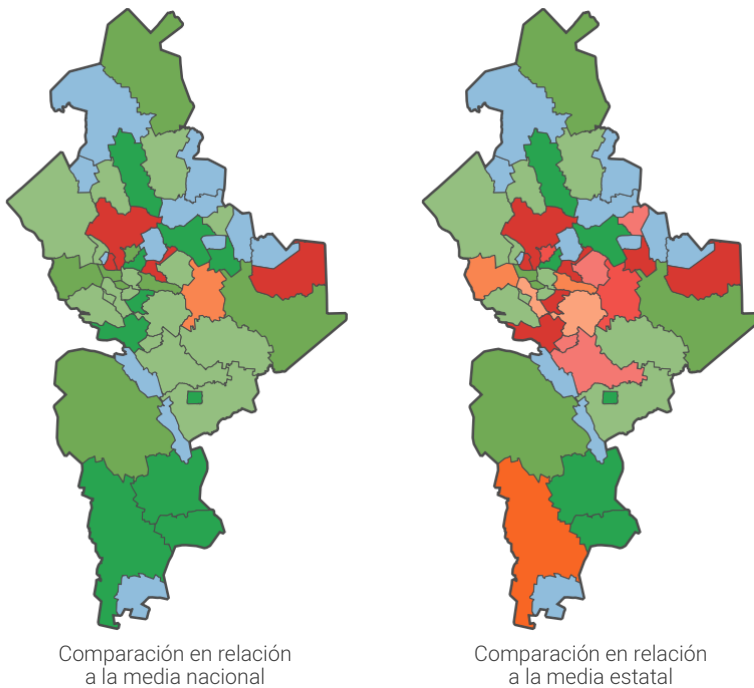 Comparación en relación
a la media nacional
Comparación en relación
a la media estatal